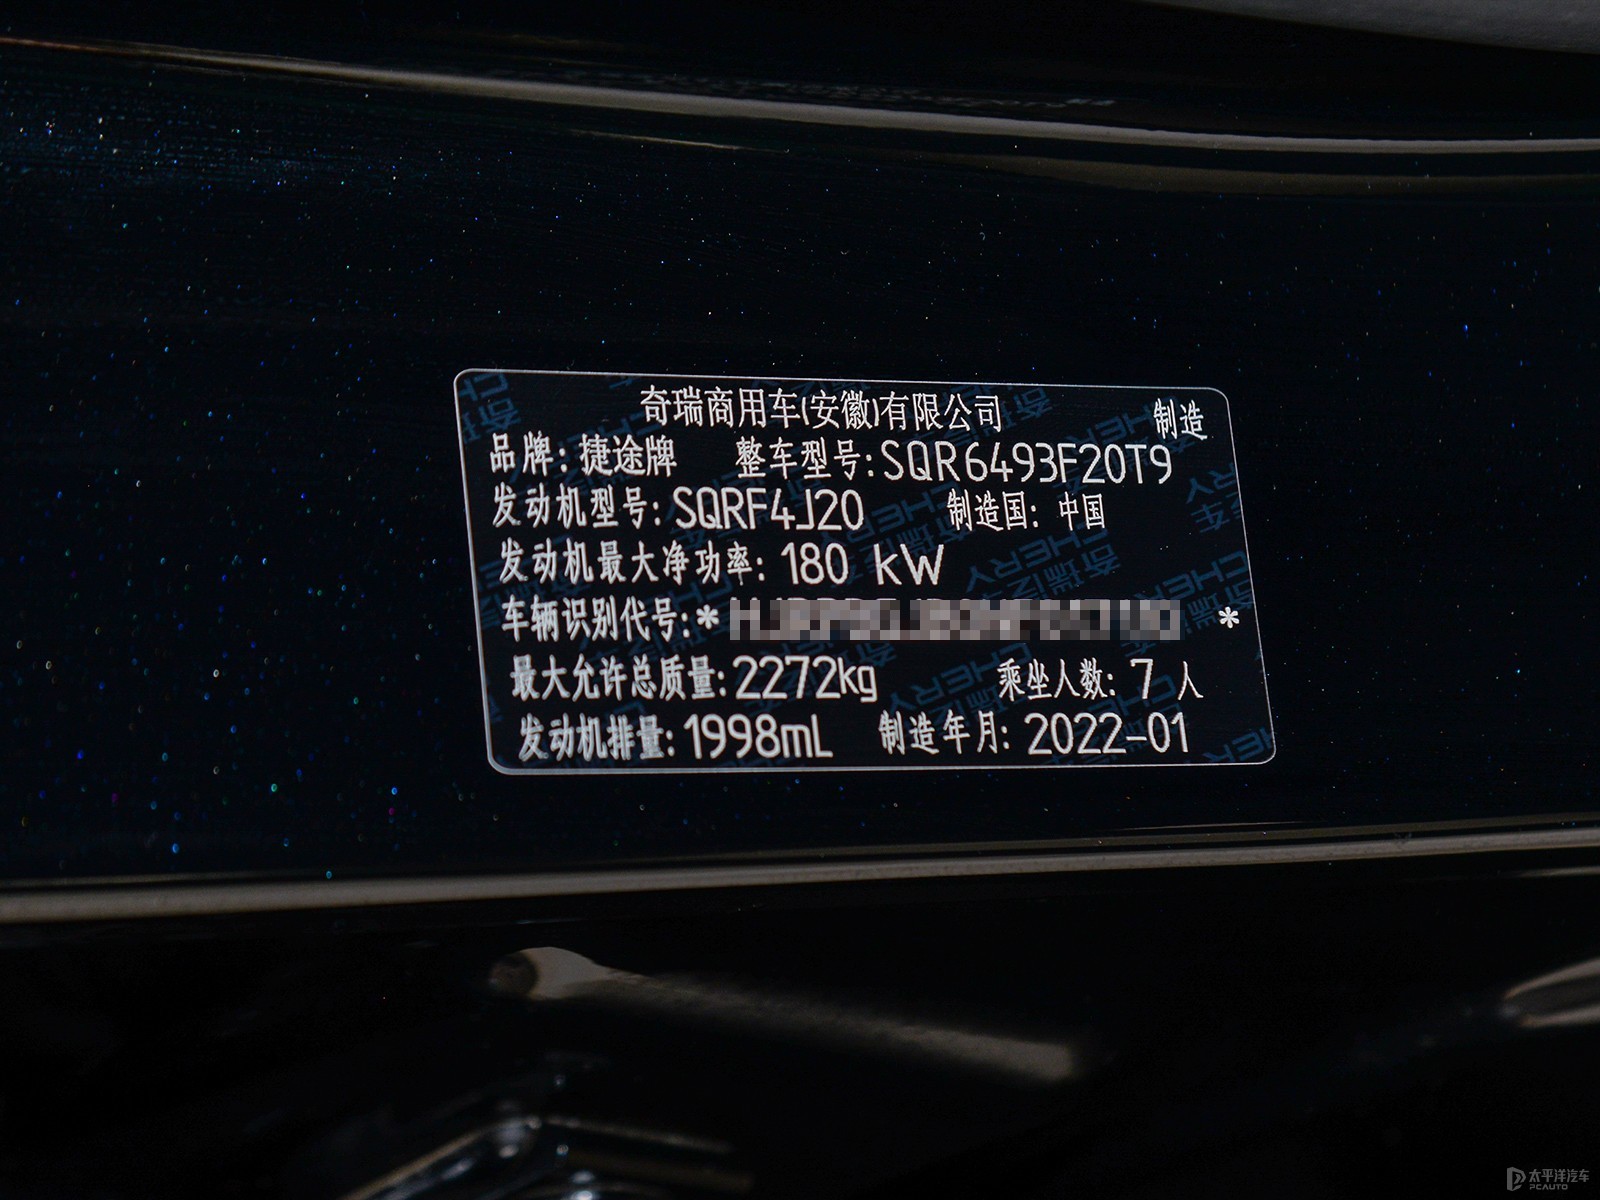 奇瑞商用车(安徽)有限公司 制造
品牌:捷途牌 整车型号:SQR6493F20T9
发动机型号:SQRF4J20 制造国:中国
发动机最大净功率:180 kW
车辆识别代号:* *
最大允许总质量:2272kg 乘坐人数:7人
发动机排量:1998mL 制造年月:2022-01
太平洋汽车
PCAUTO